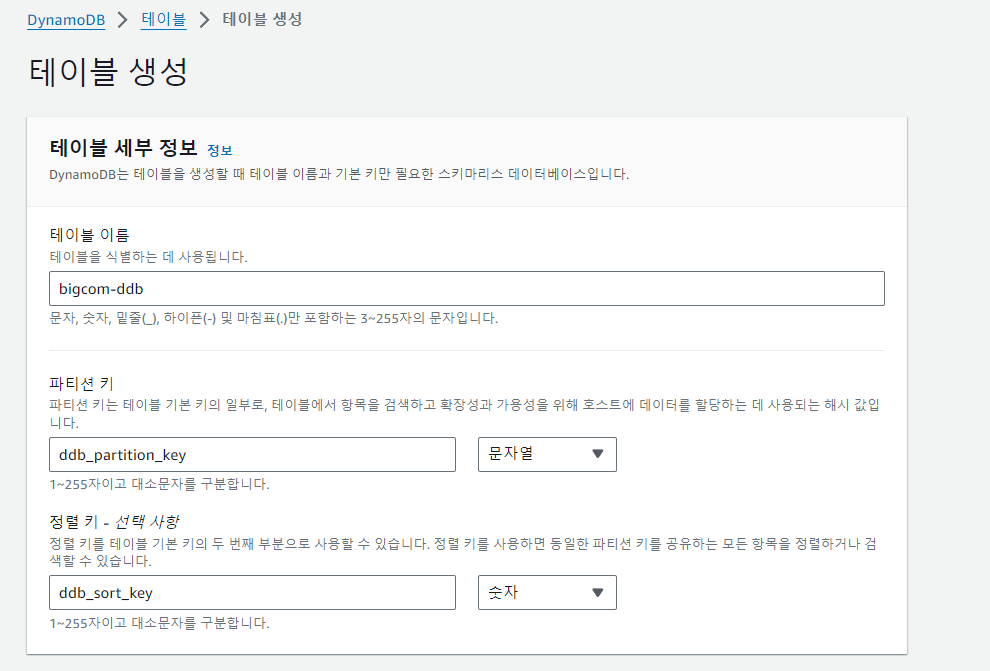 DynamoDB > 테이블 > 테이블 생성
테이블 생성
테이블 세부 정보 정보
DynamoDB는 테이블을 생성할 때 테이블 이름과 기본 키만 필요한 스키마리스 데이터베이스입니다.
테이블 이름
테이블을 식별하는 데 사용됩니다.
bigcom-ddb
문자, 숫자, 밑줄(_), 하이픈(-) 및 마침표(.)만 포함하는 3~255자의 문자입니다.
파티션 키
파티션 키는 테이블 기본 키의 일부로, 테이블에서 항목을 검색하고 확장성과 가용성을 위해 호스트에 데이터를 할당하는 데 사용되는 해시 값입
니다.
ddb_partition_key 문자열
1~255자이고 대소문자를 구분합니다.
정렬 키 - 선택 사항
정렬 키를 테이블 기본 키의 두 번째 부분으로 사용할 수 있습니다. 정렬 키를 사용하면 동일한 파티션 키를 공유하는 모든 항목을 정렬하거나 검
색할 수 있습니다.
ddb_sort_key 숫자
1~255자이고 대소문자를 구분합니다.